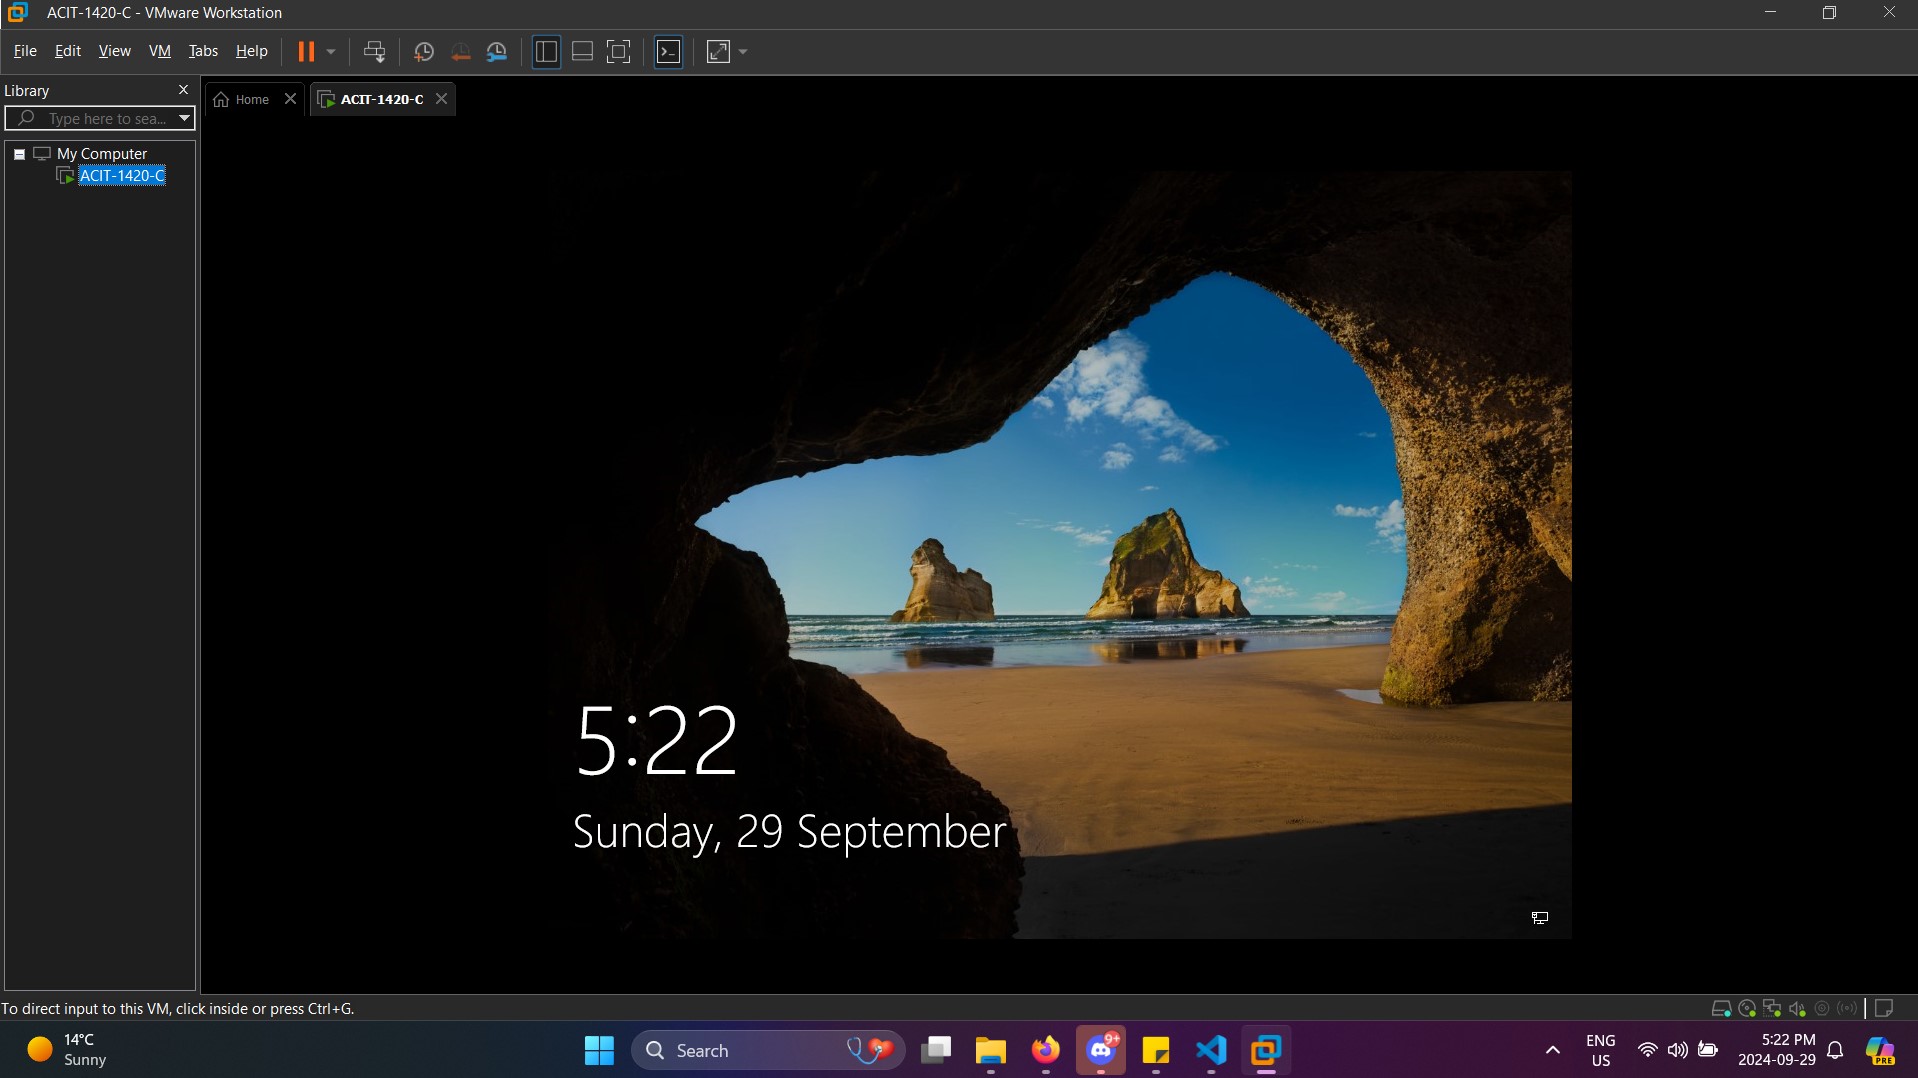 ACIT-1420-C - VMware Workstation
File Edit View VM Tabs Help
Library
Home
ACIT-1420-C
Type here to sea...
My Computer
ACIT-1420-C
5:22
Sunday, 29 September
To direct input to this VM, click inside or press Ctrl+G.
14°C
Sunny
Search
9+
ENG
US
5:22 PM
2024-09-29
PRE